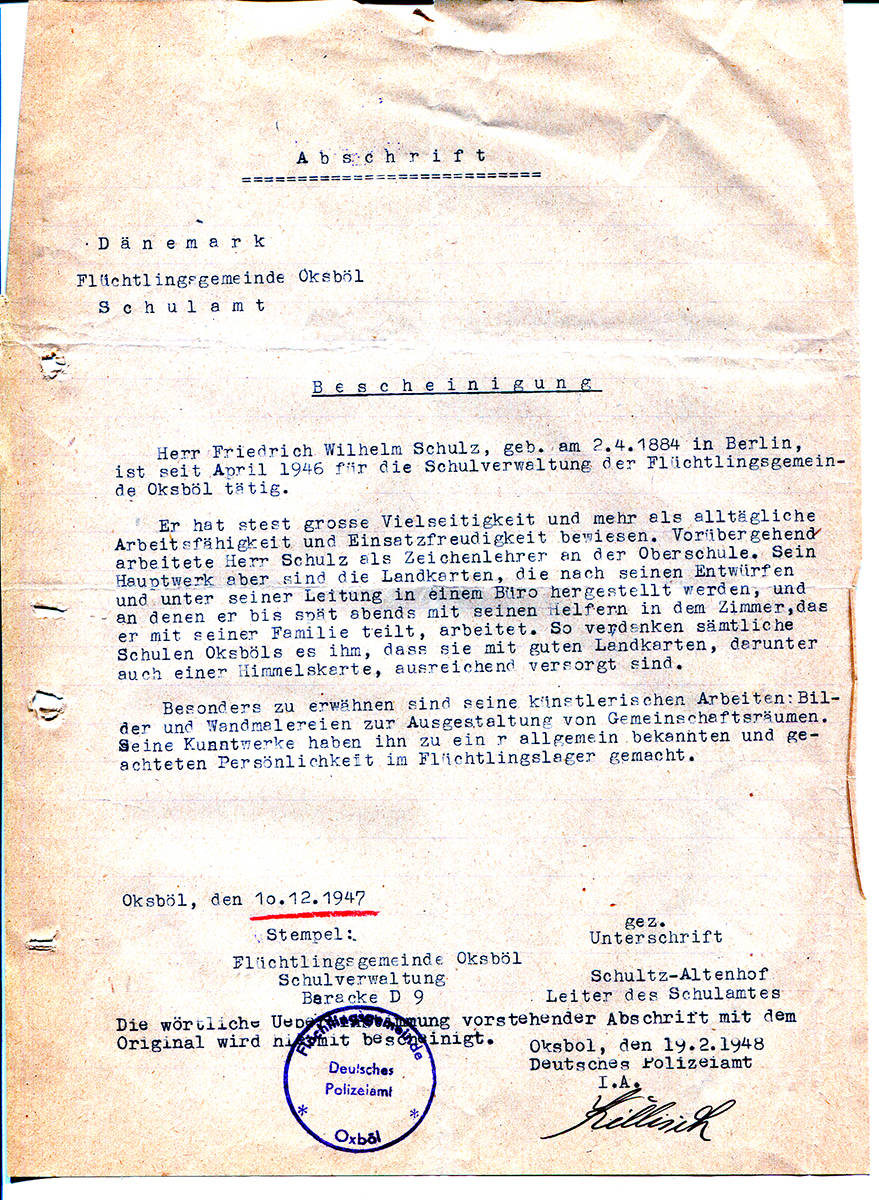 A b s c h r i f t
===========================
D ä n e m a r k
Flüchtlingsgemeinde Oksböl
S c h u l a m t
B e s c h e i n i g u n g
Herr Friedrich Wilhelm Schulz, geb. am 2.4.1884 in Berlin,
ist seit April 1946 für die Schulverwaltung der Flüchtlingsgemein-
de Oksböl tätig.
Er hat stest grosse Vielseitigkeit und mehr als alltägliche
Arbeitsfähigkeit und Einsatzfreudigkeit bewiesen. Vorübergehend
arbeitete Herr Schulz als Zeichenlehrer an der Oberschule. Sein
Hauptwerk aber sind die Landkarten, die nach seinen Entwürfen
und unter seiner Leitung in einem Büro hergestellt werden, und
an denen er bis spät abends mit seinen Helfern in dem Zimmer,das
er mit seiner Familie teilt, arbeitet. So verdanken sämtliche
Schulen Oksböls es ihm, dass sie mit guten Landkarten, darunter
auch einer Himmelskarte, ausreichend versorgt sind.
Besonders zu erwähnen sind seine künstlerischen Arbeiten:Bil-
der und Wandmalereien zur Ausgestaltung von Gemeinschaftsräumen.
Seine Kunntwerke haben ihn zu ein r allgemein bekannten und ge-
achteten Persönlichkeit im Flüchtlingslager gemacht.
Oksböl, den 1o.12.1947
Stempel:
Flüchtlingsgemeinde Oksböl
Schulverwaltung
Baracke D 9
gez.
Unterschrift
Schultz-Altenhof
Leiter des Schulamtes
Die wörtliche Uebereinstimmung vorstehender Abschrift mit dem
Original wird hiermit bescheinigt.
Oksbol, den 19.2.1948
Deutsches Polizeiamt
I.A.
Killisch
Flüchtlingsgemeinde
Deutsches
Polizeiamt
* *
Oxböl